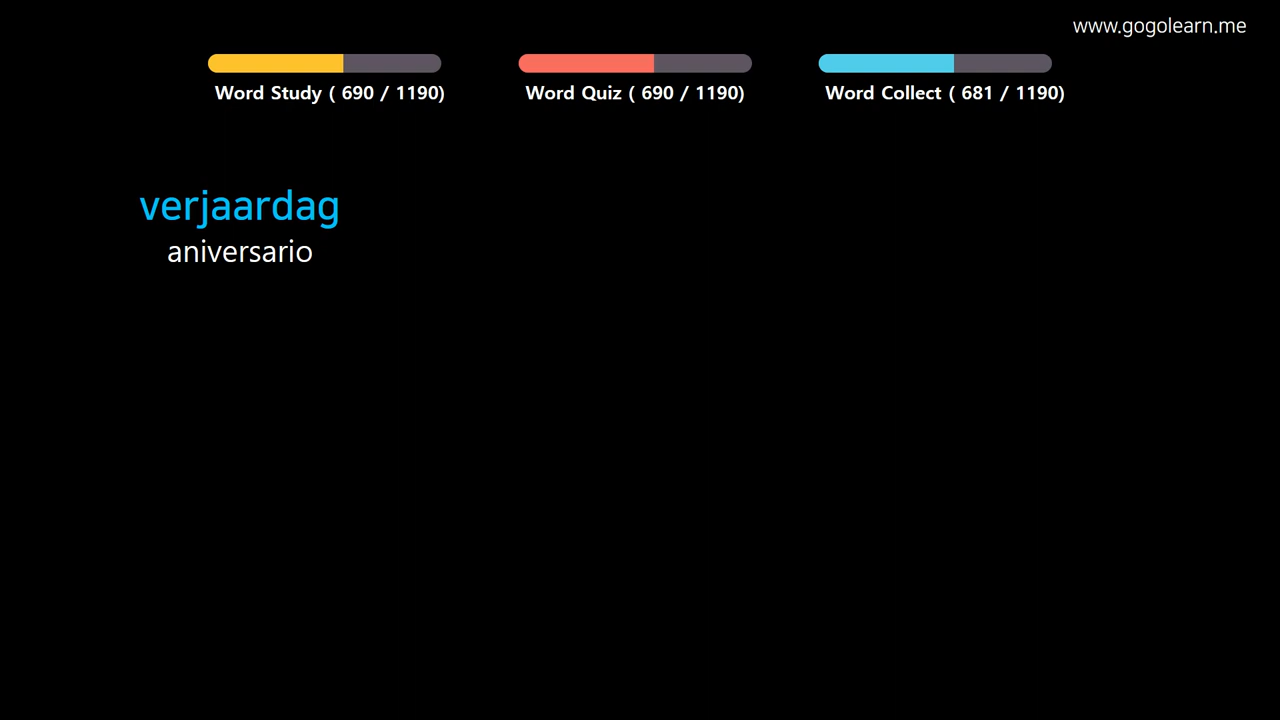 www.gogolearn.me
Word Study ( 690 / 1190)
Word Quiz ( 690 / 1190)
Word Collect ( 681 / 1190)
verjaardag
aniversario